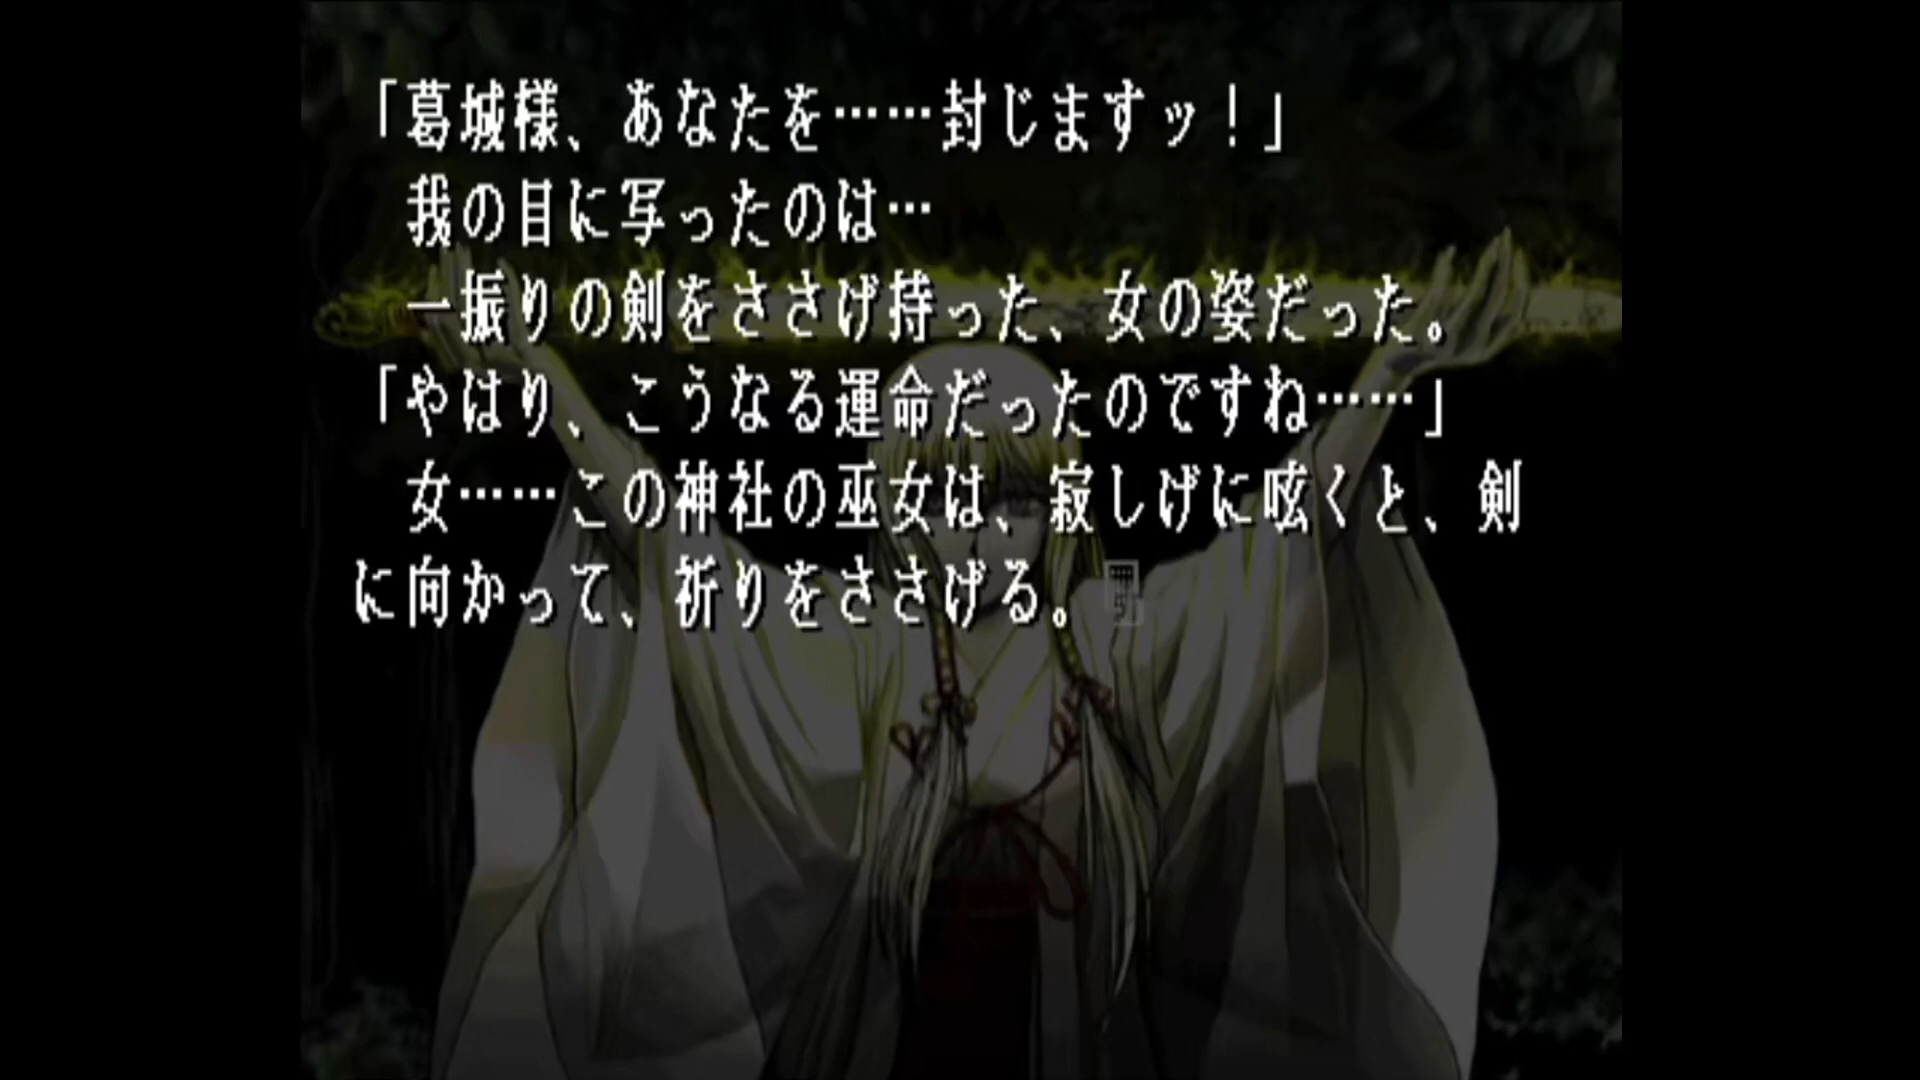 「葛城様、あなたを……封じますッ！」
　我の目に写ったのは…
　一振りの剣をささげ持った、女の姿だった。
「やはり、こうなる運命だったのですね……」
　女……この神社の巫女は、寂しげに呟くと、剣
に向かって、祈りをささげる。